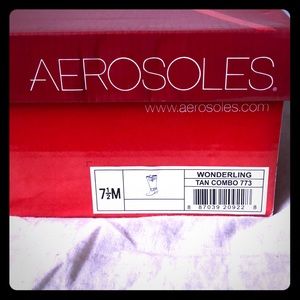 AEROSOLES®
www.aerosoles.com
7½M
WONDERLING
TAN COMBO 773
8 87039 20922 8